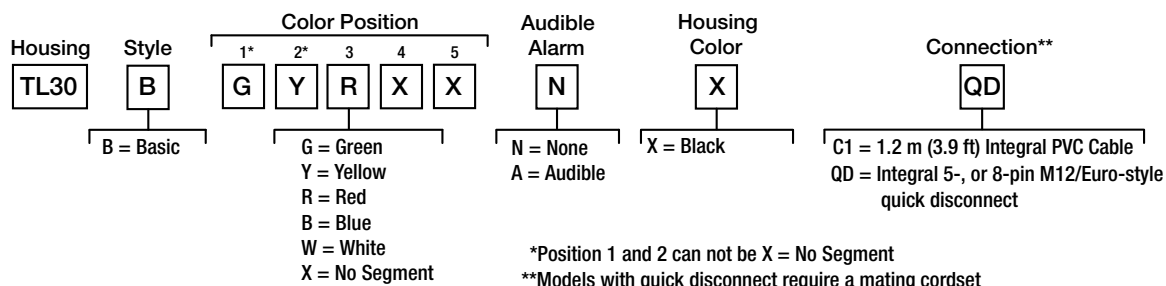 Color Position
Audible Alarm
Housing Color
Housing
Style
1* 2* 3 4 5
Connection**
TL30 B G Y R X X N X QD
B = Basic
G = Green
Y = Yellow
R = Red
B = Blue
W = White
X = No Segment
N = None
A = Audible
X = Black
C1 = 1.2 m (3.9 ft) Integral PVC Cable
QD = Integral 5-, or 8-pin M12/Euro-style
quick disconnect
*Position 1 and 2 can not be X = No Segment
**Models with quick disconnect require a mating cordset